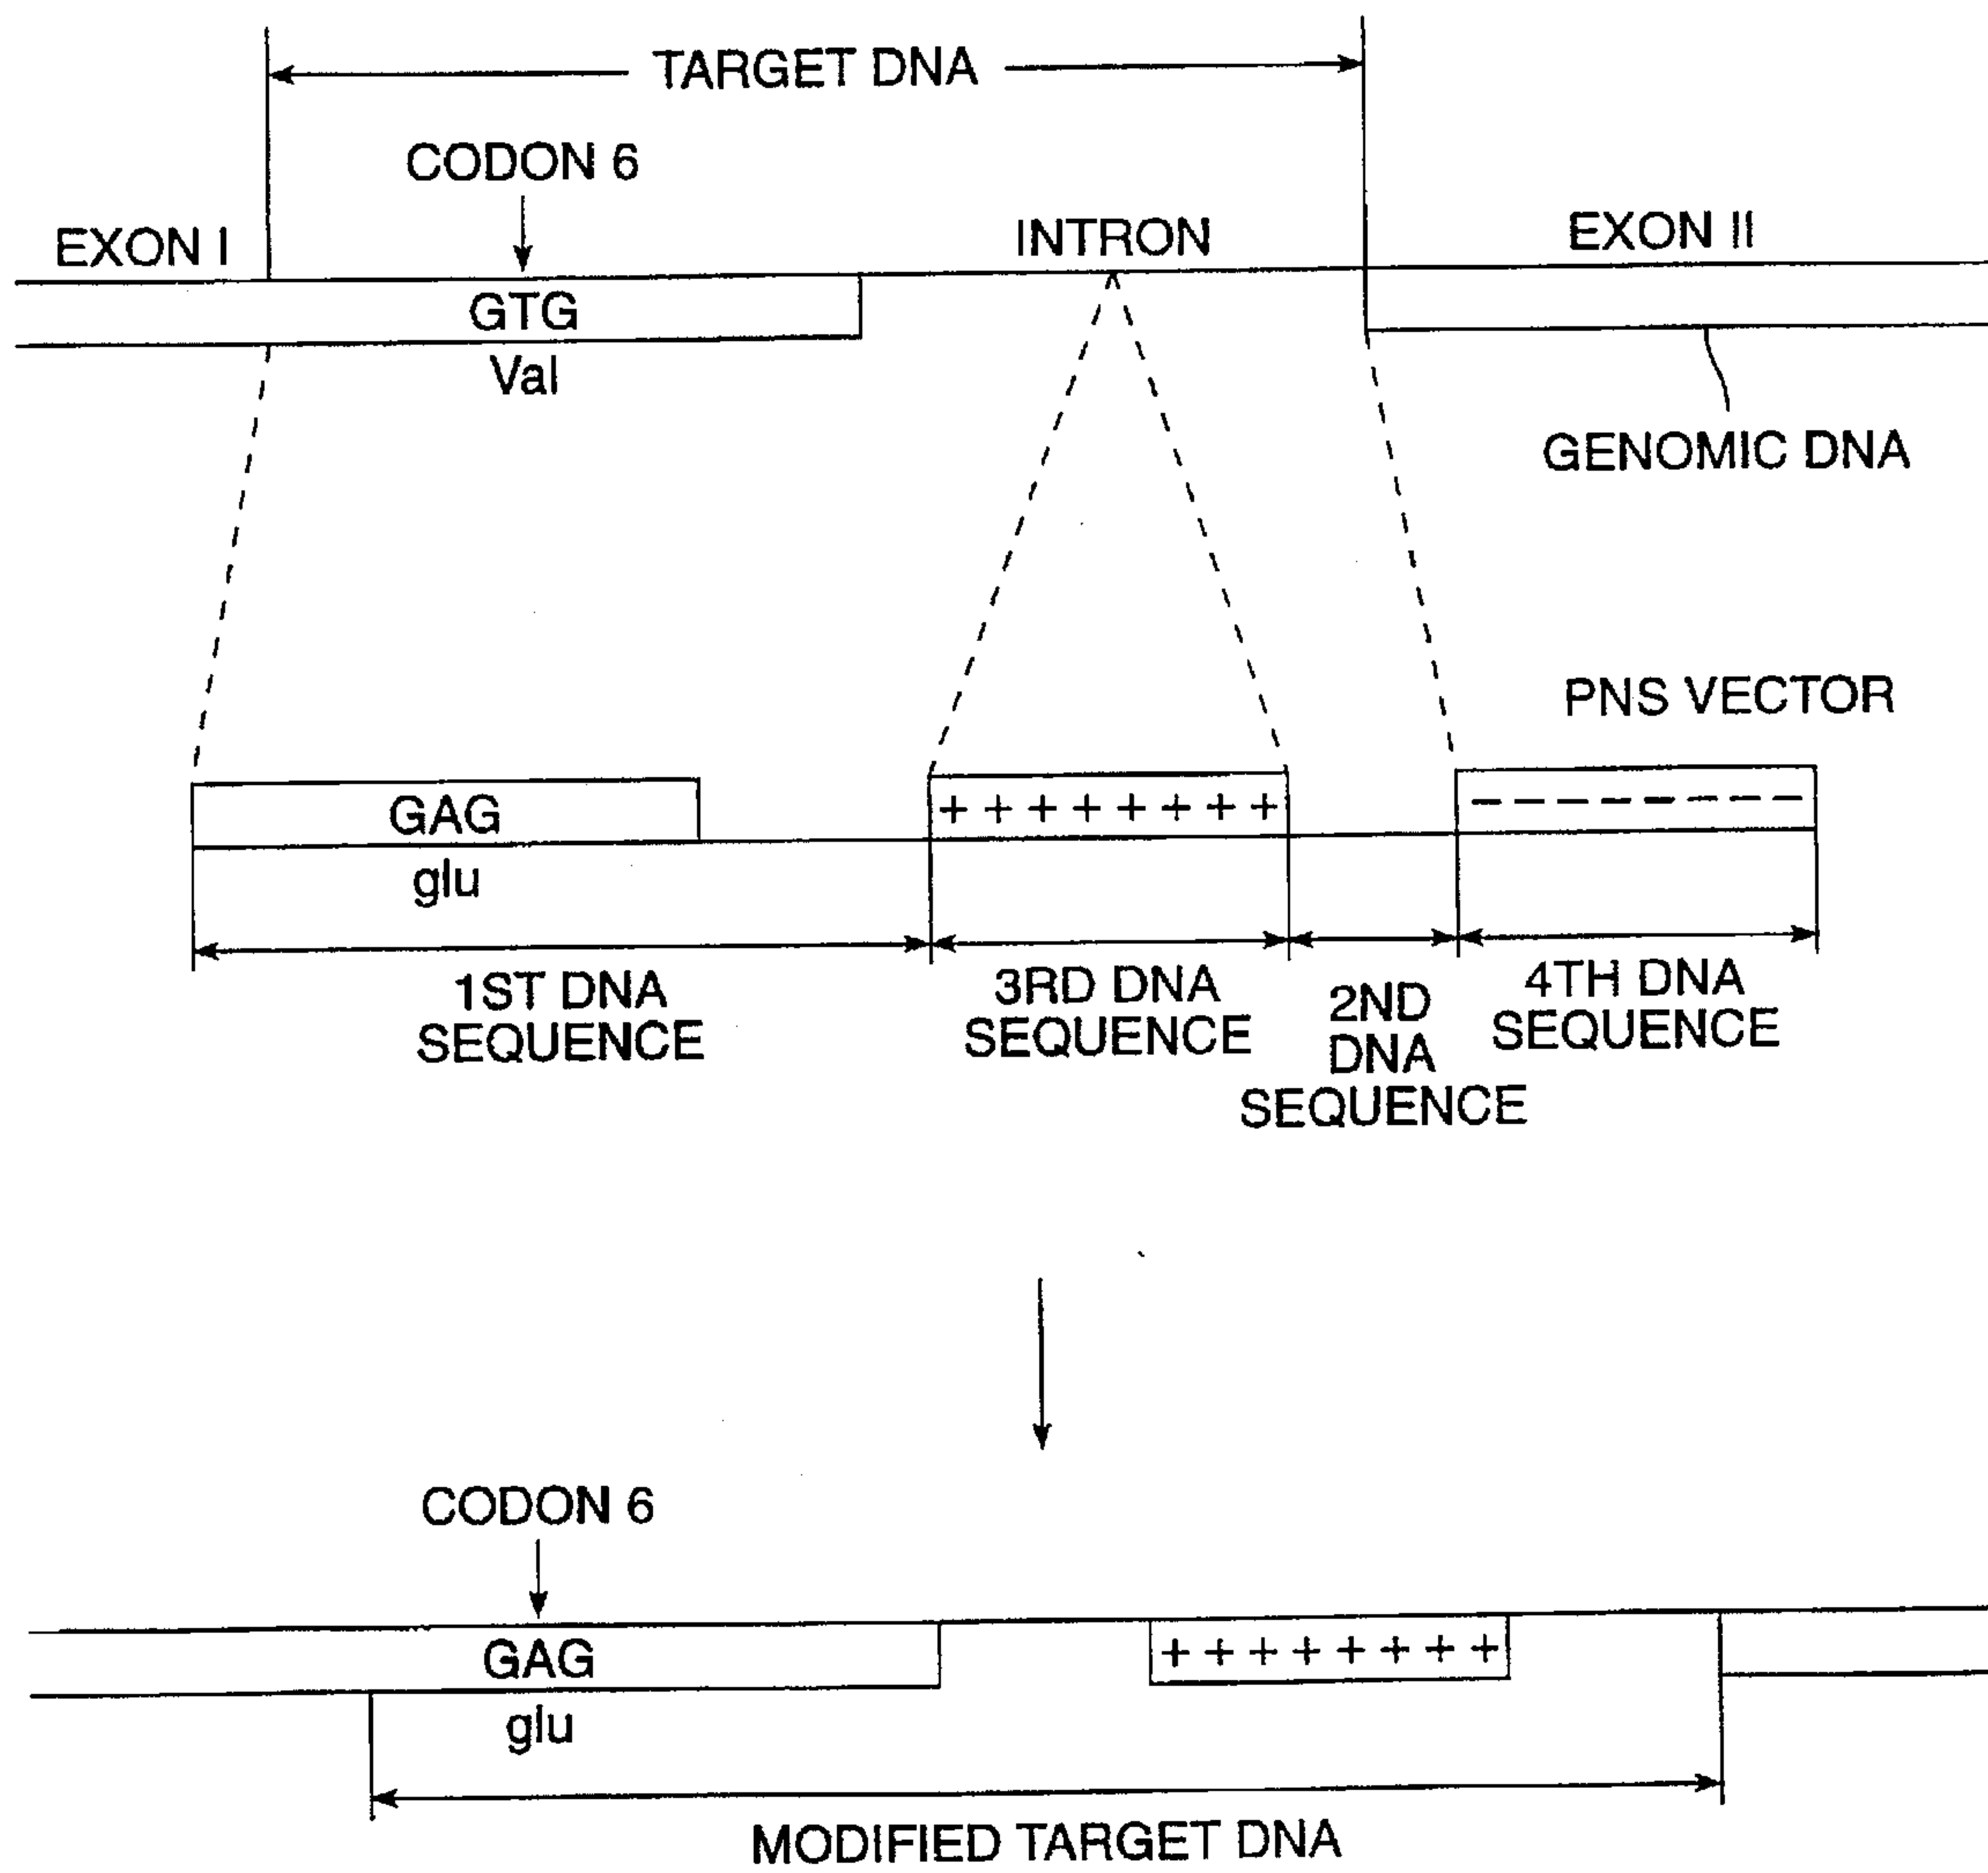 TARGET DNA
CODON 6
EXON I
INTRON
EXON II
GTG
Val
GENOMIC DNA
PNS VECTOR
GAG
+ + + + + + + +
– – – – – – – –
glu
1ST DNA
SEQUENCE
3RD DNA
SEQUENCE
2ND
DNA
SEQUENCE
4TH DNA
SEQUENCE
CODON 6
GAG
+ + + + + + + +
glu
MODIFIED TARGET DNA